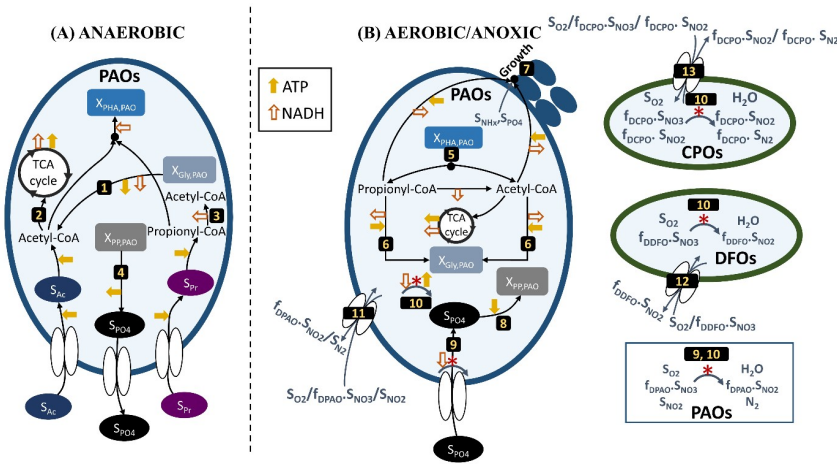 (A) ANAEROBIC
PAOs
X_PHA,PAO
TCA
cycle
1
X_Gly,PAO
Acetyl-CoA
2
3
Acetyl-CoA
X_PP,PAO
Propionyl-CoA
4
S_Ac
S_Pr
S_PO4
S_Ac
S_PO4
S_Pr
ATP
NADH
(B) AEROBIC/ANOXIC
Growth
7
PAOs
S_NHx, S_PO4
X_PHA,PAO
5
Propionyl-CoA
Acetyl-CoA
TCA
cycle
6
6
X_Gly,PAO
*
10
X_PP,PAO
S_PO4
8
11
9
*
f_DPAO.S_NO2/S_N2
S_O2/f_DPAO.S_NO3/S_NO2
S_PO4
S_O2/f_DCPO.S_NO3/ f_DCPO. S_NO2
f_DCPO.S_NO2/ f_DCPO. S_N2
13
10
S_O2
*
H2O
f_DCPO.S_NO3
f_DCPO.S_NO2
f_DCPO. S_NO2
f_DCPO. S_N2
CPOs
10
S_O2
*
H2O
f_DDFO.S_NO3
f_DDFO.S_NO2
DFOs
12
f_DDFO.S_NO2
S_O2/f_DDFO.S_NO3
9, 10
S_O2
*
H2O
f_DPAO.S_NO3
f_DPAO.S_NO2
S_NO2
N2
PAOs